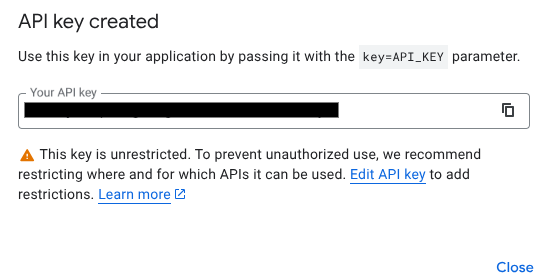 API key created
Use this key in your application by passing it with the key=API_KEY parameter.
Your API key
This key is unrestricted. To prevent unauthorized use, we recommend
restricting where and for which APIs it can be used. Edit API key to add
restrictions. Learn more
Close